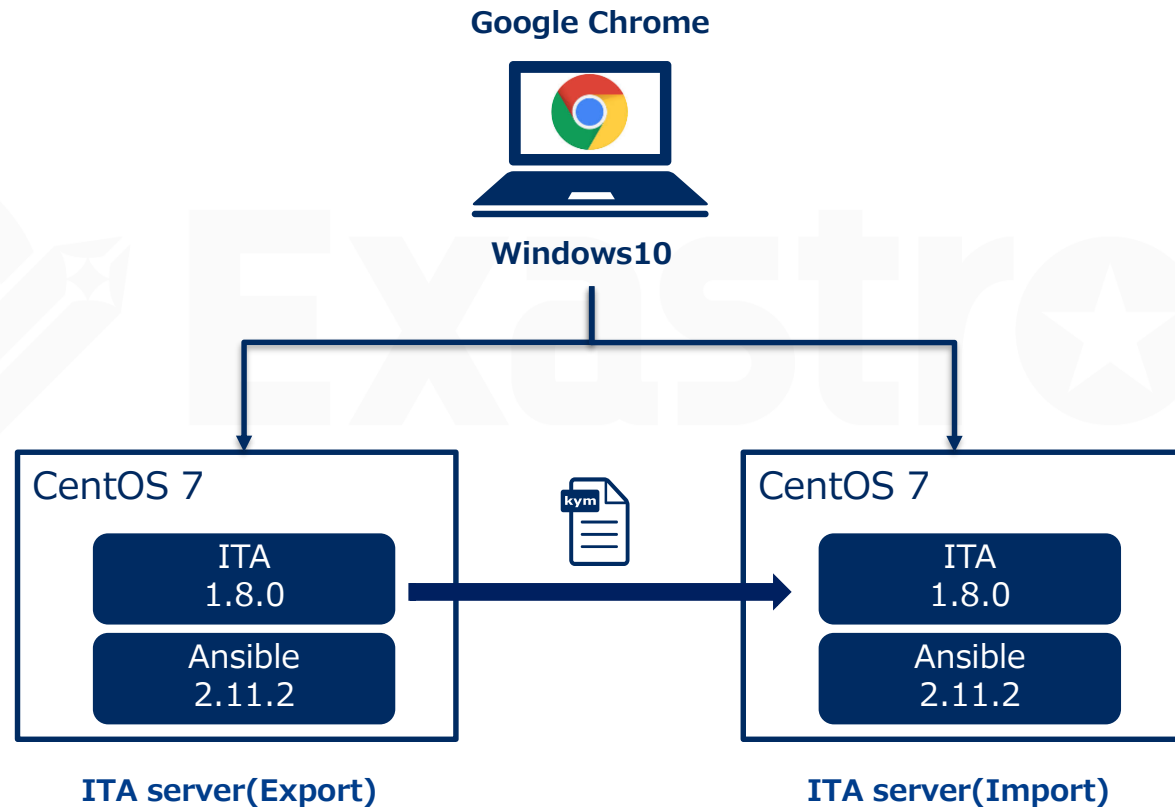 Google Chrome
Windows10
Exastro
CentOS 7
ITA
1.8.0
Ansible
2.11.2
ITA server(Export)
kym
CentOS 7
ITA
1.8.0
Ansible
2.11.2
ITA server(Import)